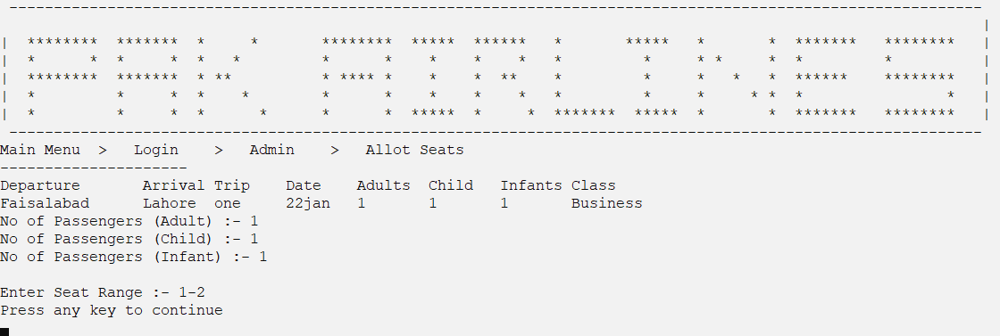 PAK AIRLINES
Main Menu > Login > Admin > Allot Seats
---------------------
Departure Arrival Trip Date Adults Child Infants Class
Faisalabad Lahore one 22jan 1 1 1 Business
No of Passengers (Adult) :- 1
No of Passengers (Child) :- 1
No of Passengers (Infant) :- 1
Enter Seat Range :- 1-2
Press any key to continue